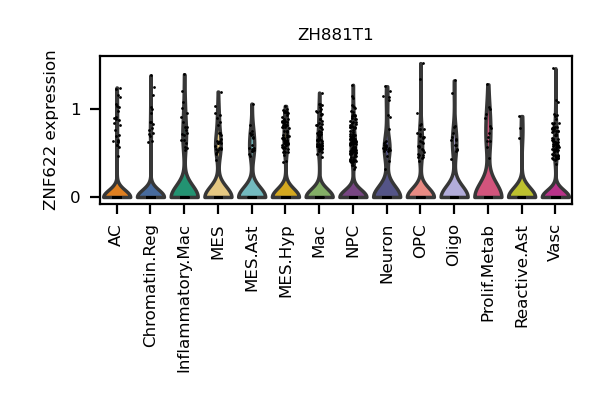 ZH881T1
ZNF622 expression
1
0
AC
Chromatin.Reg
Inflammatory.Mac
MES
MES.Ast
MES.Hyp
Mac
NPC
Neuron
OPC
Oligo
Prolif.Metab
Reactive.Ast
Vasc